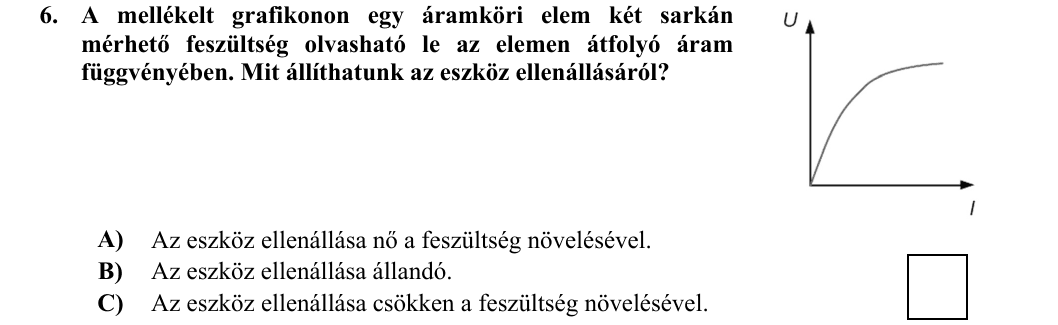 6. A mellékelt grafikonon egy áramköri elem két sarkán
mérhető feszültség olvasható le az elemen átfolyó áram
függvényében. Mit állíthatunk az eszköz ellenállásáról?
U
I
A) Az eszköz ellenállása nő a feszültség növelésével.
B) Az eszköz ellenállása állandó.
C) Az eszköz ellenállása csökken a feszültség növelésével.